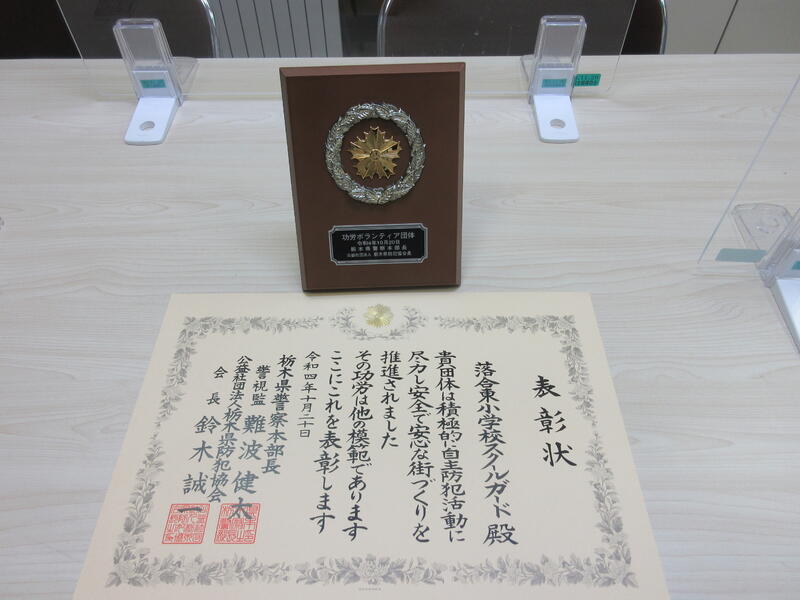 功労ボランティア団体
令和4年10月20日
栃木県警察本部長
公益社団法人 栃木県防犯協会長
表彰状
落合東小学校スクールガード 殿
貴団体は積極的に自主防犯活動に
尽力し安全で安心な街づくりを
推進されました
その功労は他の模範であります
ここにこれを表彰します
令和四年十月二十日
栃木県警察本部長
警視監 難波健太
公益社団法人栃木県防犯協会
会長 鈴木誠一